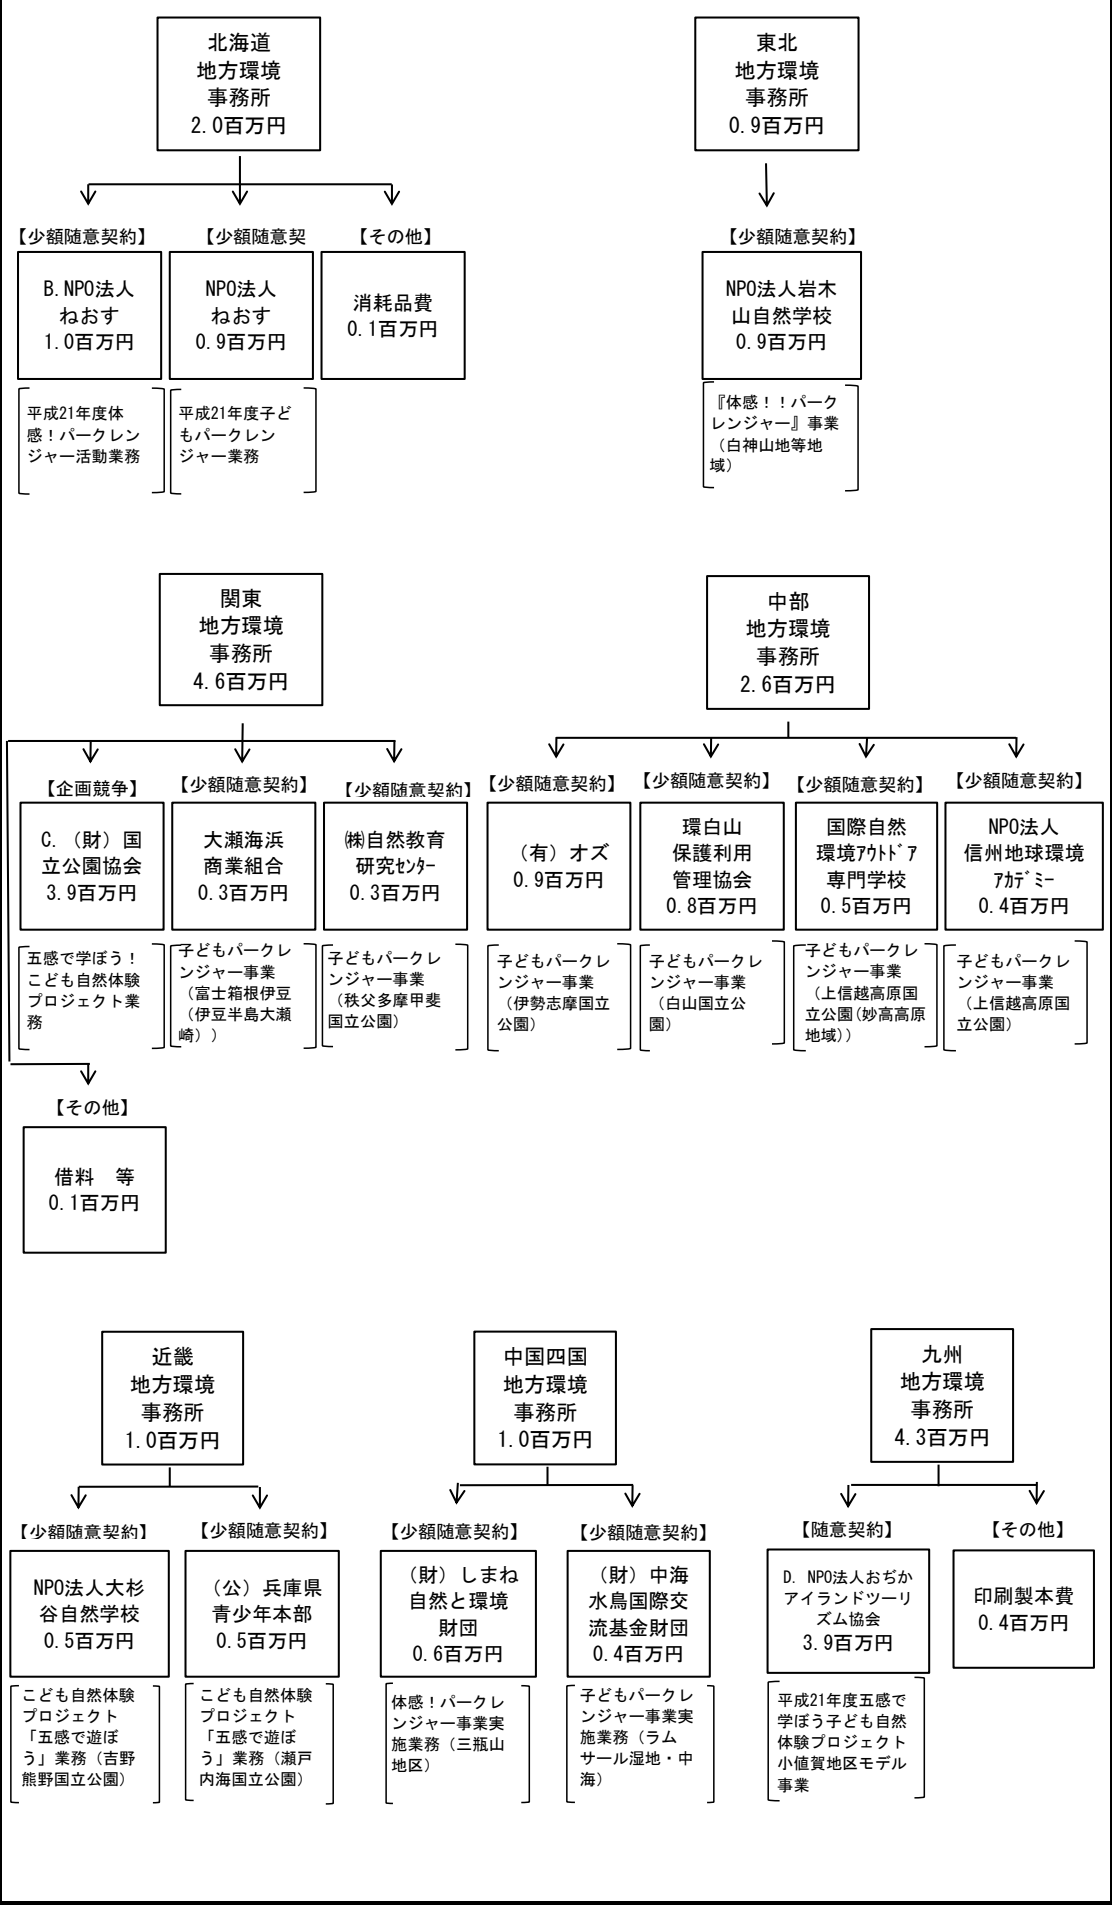 北海道
地方環境
事務所
2.0百万円
東北
地方環境
事務所
0.9百万円
【少額随意契約】
B.NPO法人
ねおす
1.0百万円
平成21年度体
感！パークレン
ジャー活動業務
【少額随意契
NPO法人
ねおす
0.9百万円
平成21年度子ど
もパークレン
ジャー業務
【その他】
消耗品費
0.1百万円
【少額随意契約】
NPO法人岩木
山自然学校
0.9百万円
『体感！！パーク
レンジャー』事業
（白神山地等地
域）
関東
地方環境
事務所
4.6百万円
中部
地方環境
事務所
2.6百万円
【企画競争】
C.（財）国
立公園協会
3.9百万円
五感で学ぼう！
こども自然体験
プロジェクト業
務
【少額随意契約】
大瀬海浜
商業組合
0.3百万円
子どもパークレ
ンジャー事業
（富士箱根伊豆
（伊豆半島大瀬
崎））
【少額随意契約】
㈱自然教育
研究ｾﾝﾀｰ
0.3百万円
子どもパークレ
ンジャー事業
（秩父多摩甲斐
国立公園）
【少額随意契約】
（有）オズ
0.9百万円
子どもパークレ
ンジャー事業
（伊勢志摩国立
公園）
【少額随意契約】
環白山
保護利用
管理協会
0.8百万円
子どもパークレ
ンジャー事業
（白山国立公
園）
【少額随意契約】
国際自然
環境ｱｳﾄﾄﾞｱ
専門学校
0.5百万円
子どもパークレ
ンジャー事業
（上信越高原国
立公園(妙高高原
地域)）
【少額随意契約】
NPO法人
信州地球環境
ｱｶﾃﾞﾐｰ
0.4百万円
子どもパークレ
ンジャー事業
（上信越高原国
立公園）
【その他】
借料　等
0.1百万円
近畿
地方環境
事務所
1.0百万円
中国四国
地方環境
事務所
1.0百万円
九州
地方環境
事務所
4.3百万円
【少額随意契約】
NPO法人大杉
谷自然学校
0.5百万円
こども自然体験
プロジェクト
「五感で遊ぼ
う」業務（吉野
熊野国立公園）
【少額随意契約】
（公）兵庫県
青少年本部
0.5百万円
こども自然体験
プロジェクト
「五感で遊ぼ
う」業務（瀬戸
内海国立公園）
【少額随意契約】
（財）しまね
自然と環境
財団
0.6百万円
体感！パークレ
ンジャー事業実
施業務（三瓶山
地区）
【少額随意契約】
（財）中海
水鳥国際交
流基金財団
0.4百万円
子どもパークレ
ンジャー事業実
施業務（ラム
サール湿地・中
海）
【随意契約】
D. NPO法人おぢか
アイランドツーリ
ズム協会
3.9百万円
平成21年度五感で
学ぼう子ども自然
体験プロジェクト
小値賀地区モデル
事業
【その他】
印刷製本費
0.4百万円